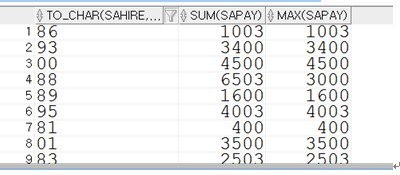 TO_CHAR(SAHIRE,... SUM(SAPAY) MAX(SAPAY)
1 86 1003 1003
2 93 3400 3400
3 00 4500 4500
4 88 6503 3000
5 89 1600 1600
6 95 4003 4003
7 81 400 400
8 01 3500 3500
9 83 2503 2503